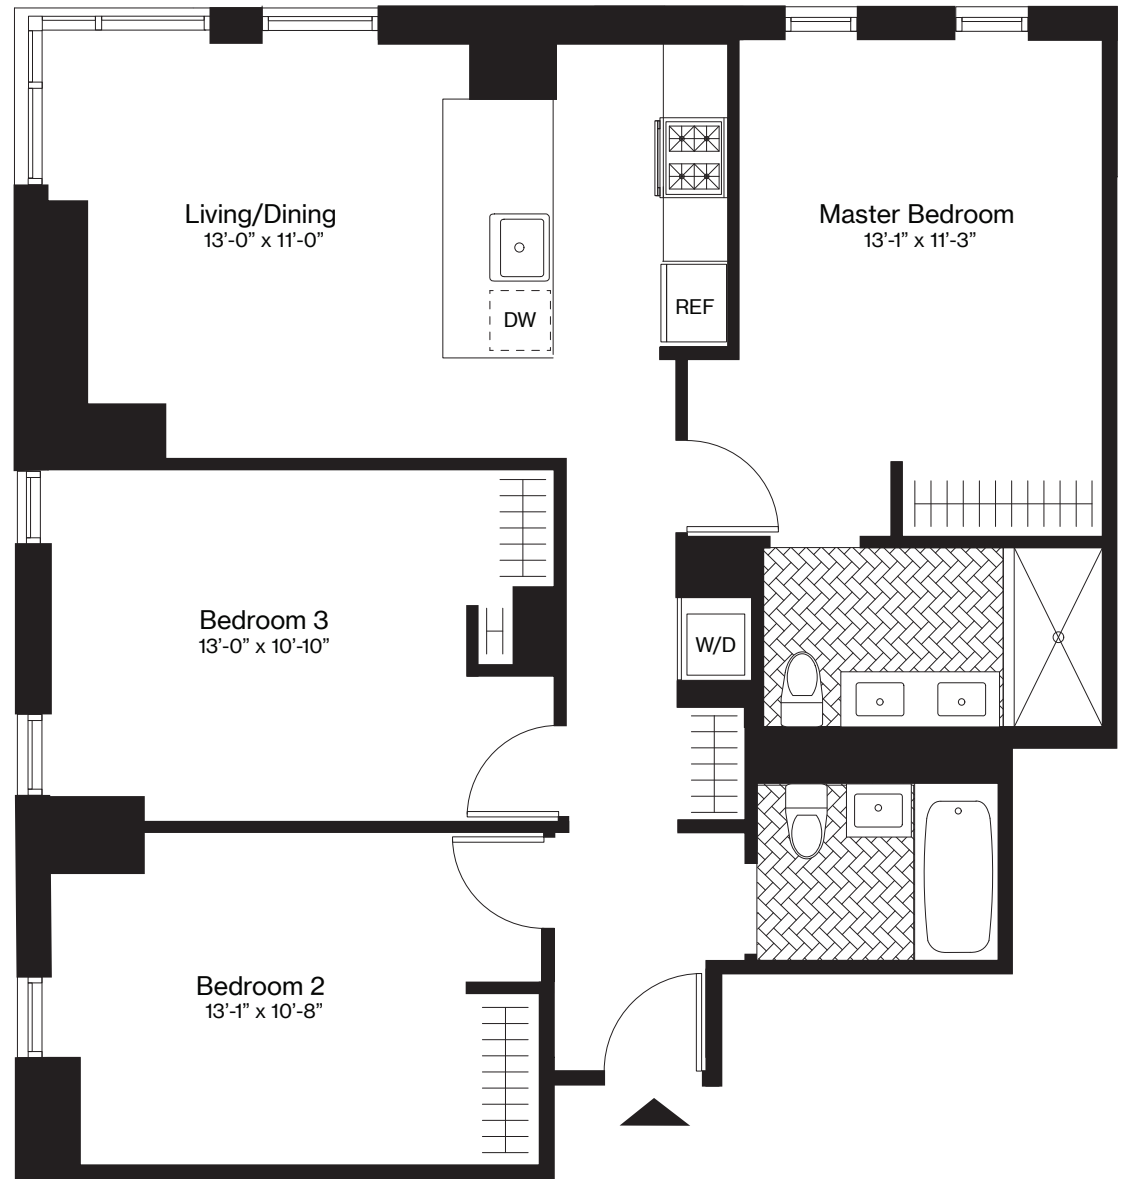 Living/Dining
13’-0” x 11’-0”
Master Bedroom
13’-1” x 11’-3”
REF
DW
Bedroom 3
13’-0” x 10’-10”
W/D
Bedroom 2
13’-1” x 10’-8”